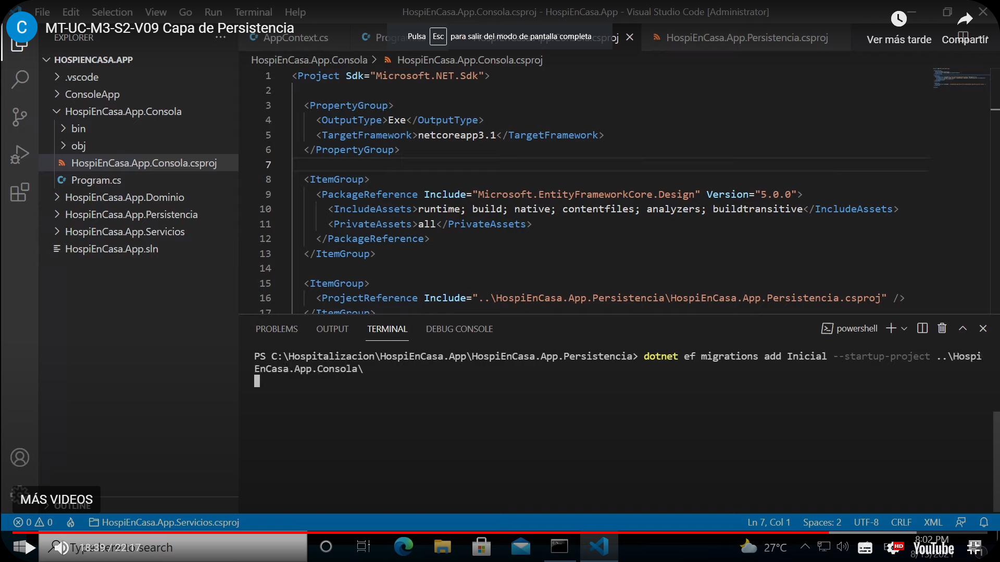 File Edit Selection View Go Run Terminal Help HospiEnCasa.App.Consola.csproj - HospiEnCasa.App - Visual Studio Code [Administrator]
C MT-UC-M3-S2-V09 Capa de Persistencia
EXPLORER ...
AppContext.cs
Pulsa Esc para salir del modo de pantalla completa
HospiEnCasa.App.Persistencia.csproj
Ver más tarde Compartir
HOSPIENCASA.APP
.vscode
ConsoleApp
HospiEnCasa.App.Consola
bin
obj
HospiEnCasa.App.Consola.csproj
Program.cs
HospiEnCasa.App.Dominio
HospiEnCasa.App.Persistencia
HospiEnCasa.App.Servicios
HospiEnCasa.App.sln
HospiEnCasa.App.Consola > HospiEnCasa.App.Consola.csproj
1 <Project Sdk="Microsoft.NET.Sdk">
2
3 <PropertyGroup>
4 <OutputType>Exe</OutputType>
5 <TargetFramework>netcoreapp3.1</TargetFramework>
6 </PropertyGroup>
7
8 <ItemGroup>
9 <PackageReference Include="Microsoft.EntityFrameworkCore.Design" Version="5.0.0">
10 <IncludeAssets>runtime; build; native; contentfiles; analyzers; buildtransitive</IncludeAssets>
11 <PrivateAssets>all</PrivateAssets>
12 </PackageReference>
13 </ItemGroup>
14
15 <ItemGroup>
16 <ProjectReference Include="..\HospiEnCasa.App.Persistencia\HospiEnCasa.App.Persistencia.csproj" />
17 </ItemGroup>
PROBLEMS OUTPUT TERMINAL DEBUG CONSOLE powershell
PS C:\Hospitalizacion\HospiEnCasa.App\HospiEnCasa.App.Persistencia> dotnet ef migrations add Inicial --startup-project ..\Hospi
EnCasa.App.Consola\
MÁS VIDEOS
OUTLINE
0 0 HospiEnCasa.App.Servicios.csproj Ln 7, Col 1 Spaces: 2 UTF-8 CRLF XML
18:39 / 22:17
Type here to search
27°C
HD
YouTube
8:02 PM